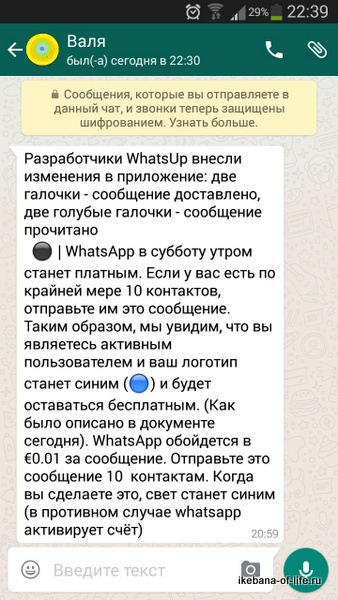 29% 22:39
Валя
был(-а) сегодня в 22:30
Сообщения, которые вы отправляете в
данный чат, и звонки теперь защищены
шифрованием. Узнать больше.
Разработчики WhatsUp внесли
изменения в приложение: две
галочки - сообщение доставлено,
две голубые галочки - сообщение
прочитано
| WhatsApp в субботу утром
станет платным. Если у вас есть по
крайней мере 10 контактов,
отправьте им это сообщение.
Таким образом, мы увидим, что вы
являетесь активным
пользователем и ваш логотип
станет синим ( ) и будет
оставаться бесплатным. (Как
было описано в документе
сегодня). WhatsApp обойдется в
€0.01 за сообщение. Отправьте это
сообщение 10 контактам. Когда
вы сделаете это, свет станет синим
(в противном случае whatsapp
активирует счёт)
20:59
Введите текст
ikebana-of-life.ru